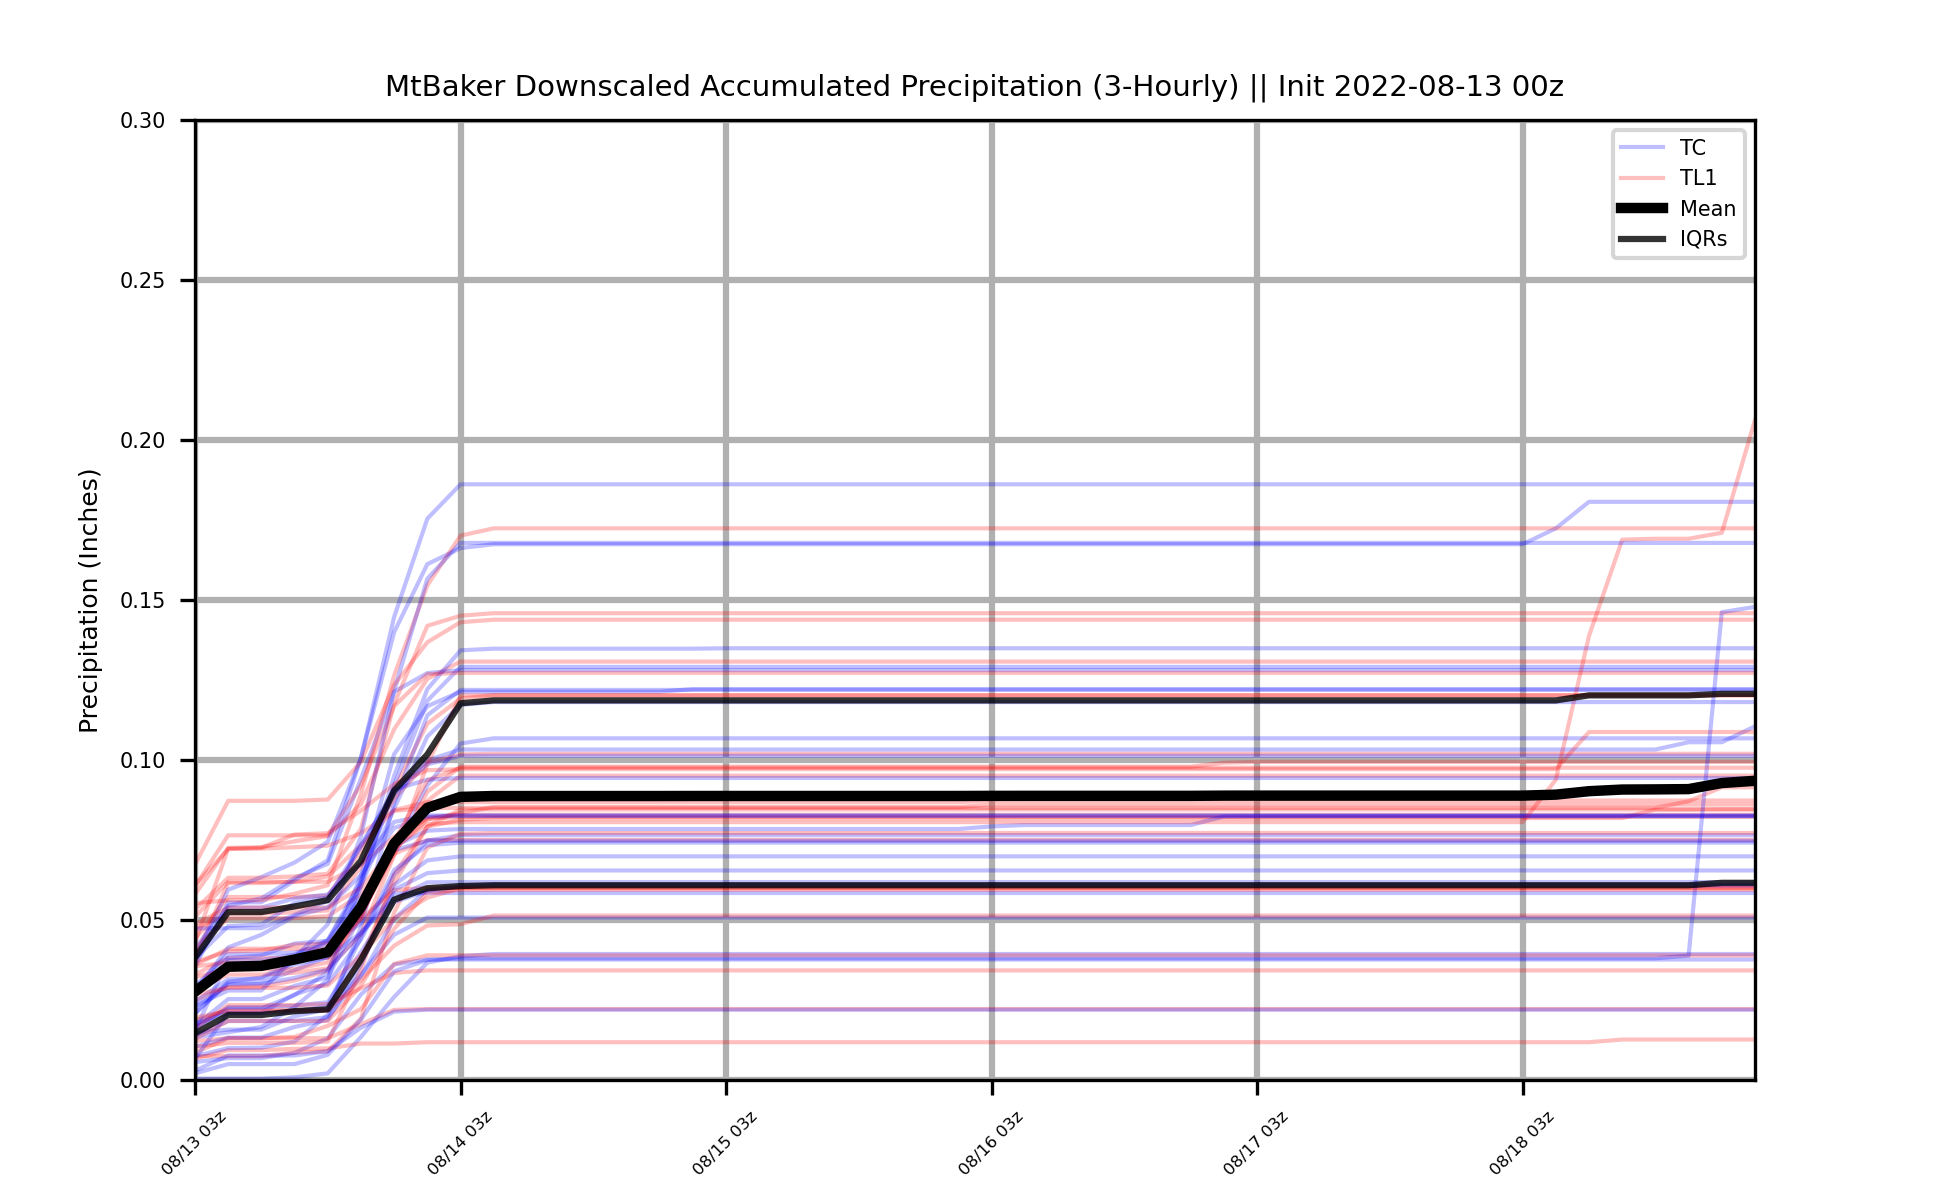 MtBaker Downscaled Accumulated Precipitation (3-Hourly) || Init 2022-08-13 00z
TC
TL1
Mean
IQRs
Precipitation (Inches)
0.30
0.25
0.20
0.15
0.10
0.05
0.00
08/13 03z
08/14 03z
08/15 03z
08/16 03z
08/17 03z
08/18 03z